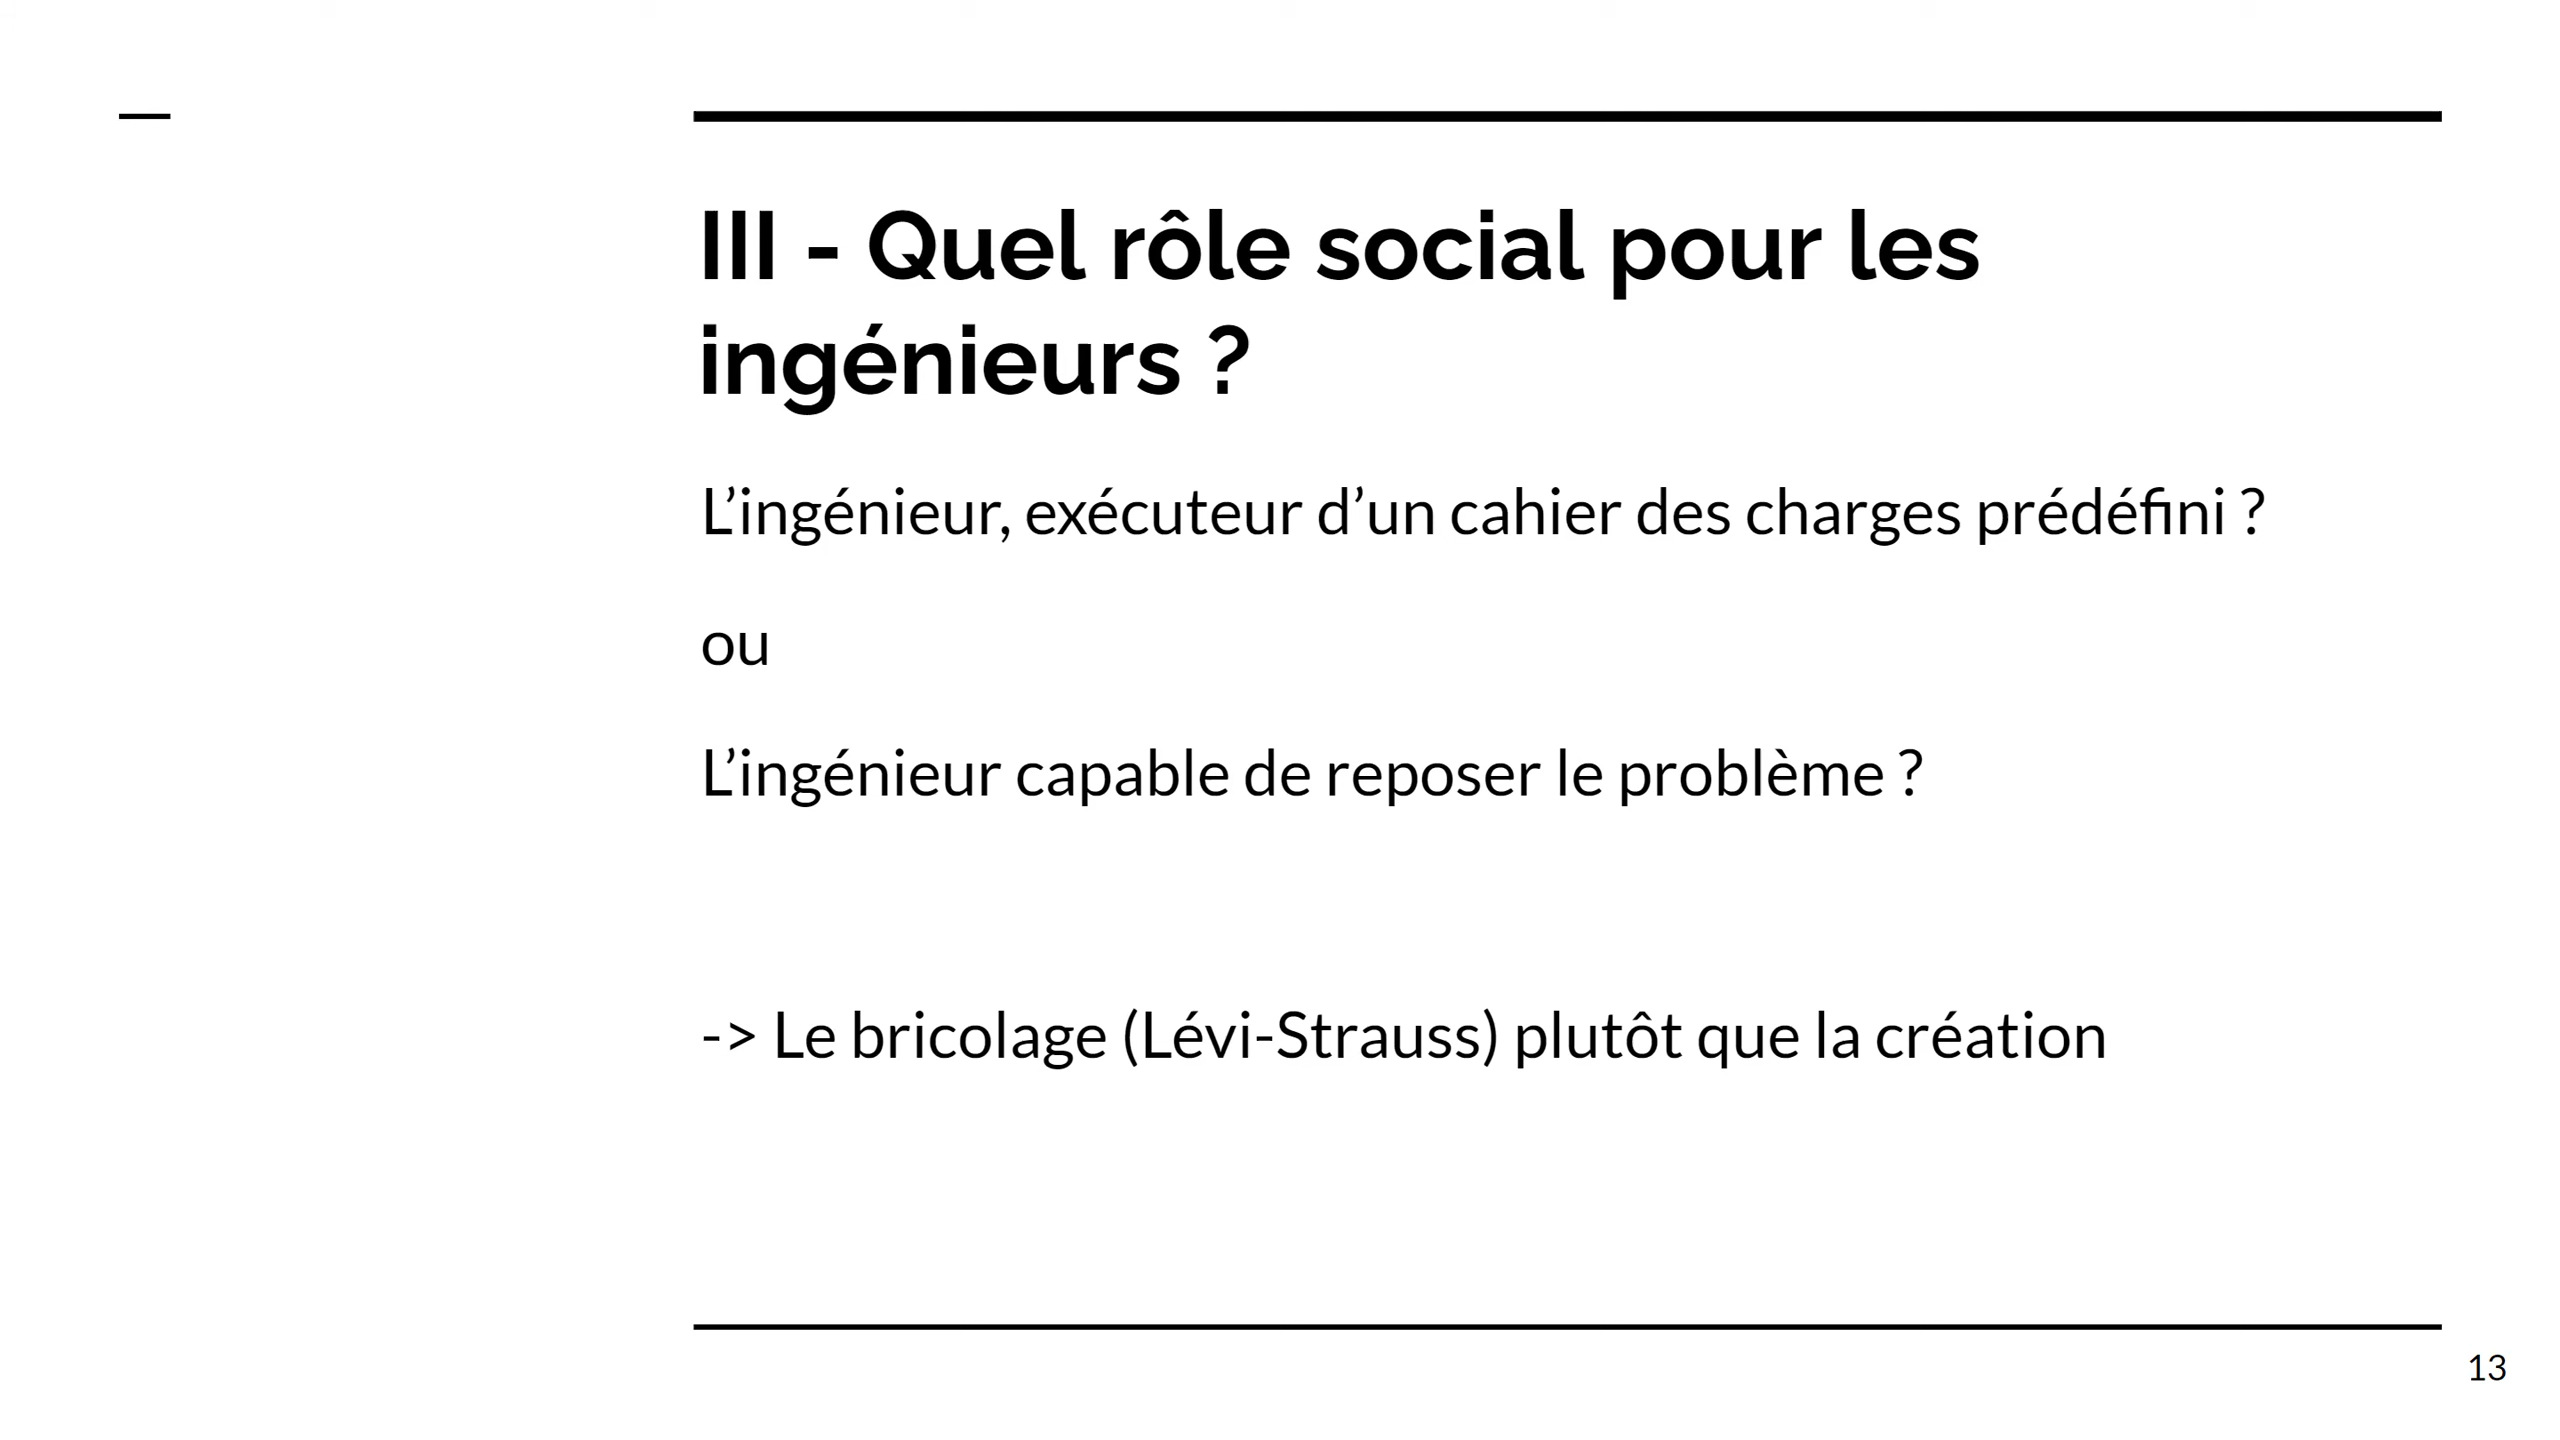 III - Quel rôle social pour les
ingénieurs ?
L’ingénieur, exécuteur d’un cahier des charges prédéfini ?
ou
L’ingénieur capable de reposer le problème ?
-> Le bricolage (Lévi-Strauss) plutôt que la création
13